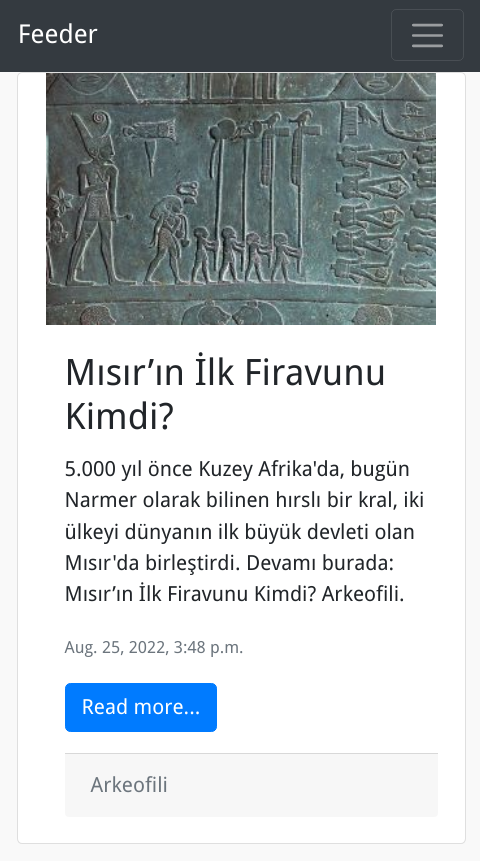 Feeder
Mısır’ın İlk Firavunu
Kimdi?
5.000 yıl önce Kuzey Afrika'da, bugün
Narmer olarak bilinen hırslı bir kral, iki
ülkeyi dünyanın ilk büyük devleti olan
Mısır'da birleştirdi. Devamı burada:
Mısır’ın İlk Firavunu Kimdi? Arkeofili.
Aug. 25, 2022, 3:48 p.m.
Read more...
Arkeofili